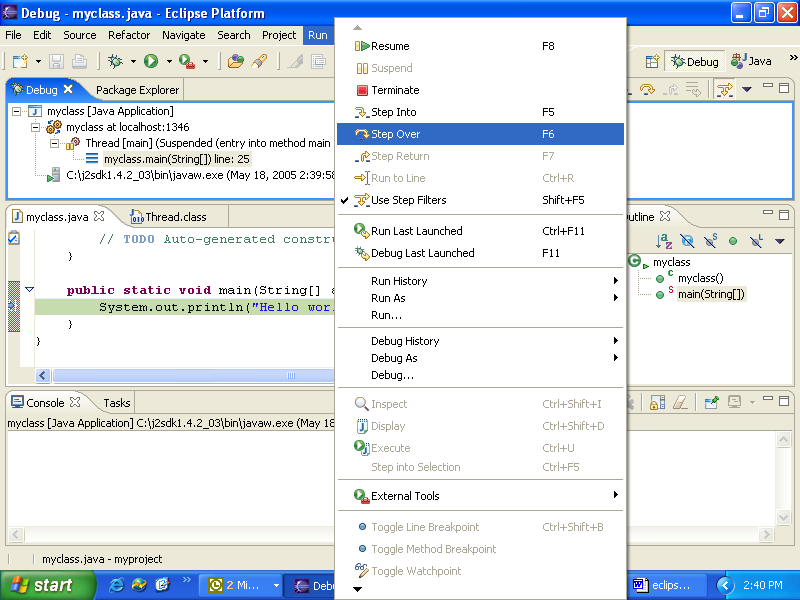 Debug - myclass.java - Eclipse Platform
File Edit Source Refactor Navigate Search Project Run
Debug Java »
Debug Package Explorer
myclass [Java Application]
myclass at localhost:1346
Thread [main] (Suspended (entry into method main
myclass.main(String[]) line: 25
C:\j2sdk1.4.2_03\bin\javaw.exe (May 18, 2005 2:39:58
Resume F8
Suspend
Terminate
Step Into F5
Step Over F6
Step Return F7
Run to Line Ctrl+R
Use Step Filters Shift+F5
Run Last Launched Ctrl+F11
Debug Last Launched F11
Run History
Run As
Run...
Debug History
Debug As
Debug...
Inspect Ctrl+Shift+I
Display Ctrl+Shift+D
Execute Ctrl+U
Step into Selection Ctrl+F5
External Tools
Toggle Line Breakpoint Ctrl+Shift+B
Toggle Method Breakpoint
Toggle Watchpoint
myclass.java Thread.class
// TODO Auto-generated constr
}
public static void main(String[] a
System.out.println("Hello wor
}
}
utline
myclass
myclass()
main(String[])
Console Tasks
myclass [Java Application] C:\j2sdk1.4.2_03\bin\javaw.exe (May 18
myclass.java - myproject
start » 2 Mi... Debu eclips... 2:40 PM